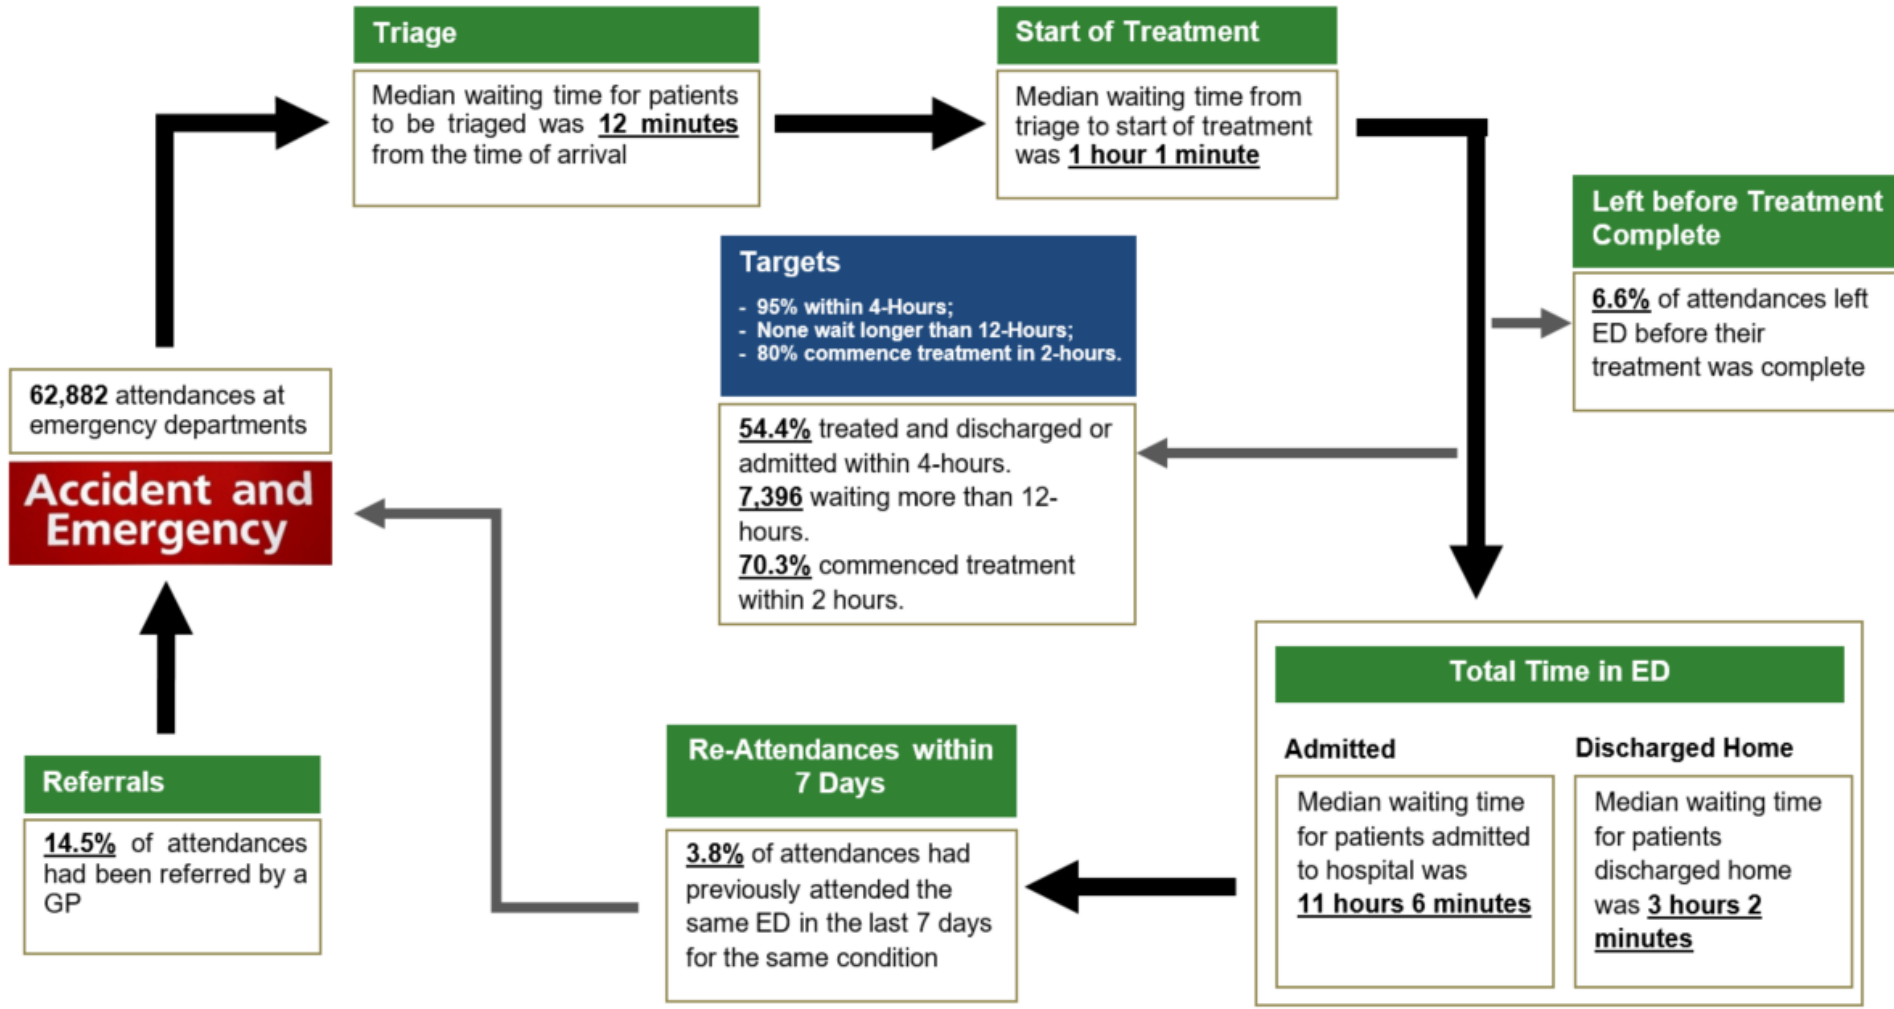 Triage
Median waiting time for patients
to be triaged was 12 minutes
from the time of arrival
Start of Treatment
Median waiting time from
triage to start of treatment
was 1 hour 1 minute
Left before Treatment
Complete
6.6% of attendances left
ED before their
treatment was complete
Targets
- 95% within 4-Hours;
- None wait longer than 12-Hours;
- 80% commence treatment in 2-hours.
54.4% treated and discharged or
admitted within 4-hours.
7,396 waiting more than 12-
hours.
70.3% commenced treatment
within 2 hours.
62,882 attendances at
emergency departments
Accident and
Emergency
Referrals
14.5% of attendances
had been referred by a
GP
Re-Attendances within
7 Days
3.8% of attendances had
previously attended the
same ED in the last 7 days
for the same condition
Total Time in ED
Admitted
Median waiting time
for patients admitted
to hospital was
11 hours 6 minutes
Discharged Home
Median waiting time
for patients
discharged home
was 3 hours 2
minutes